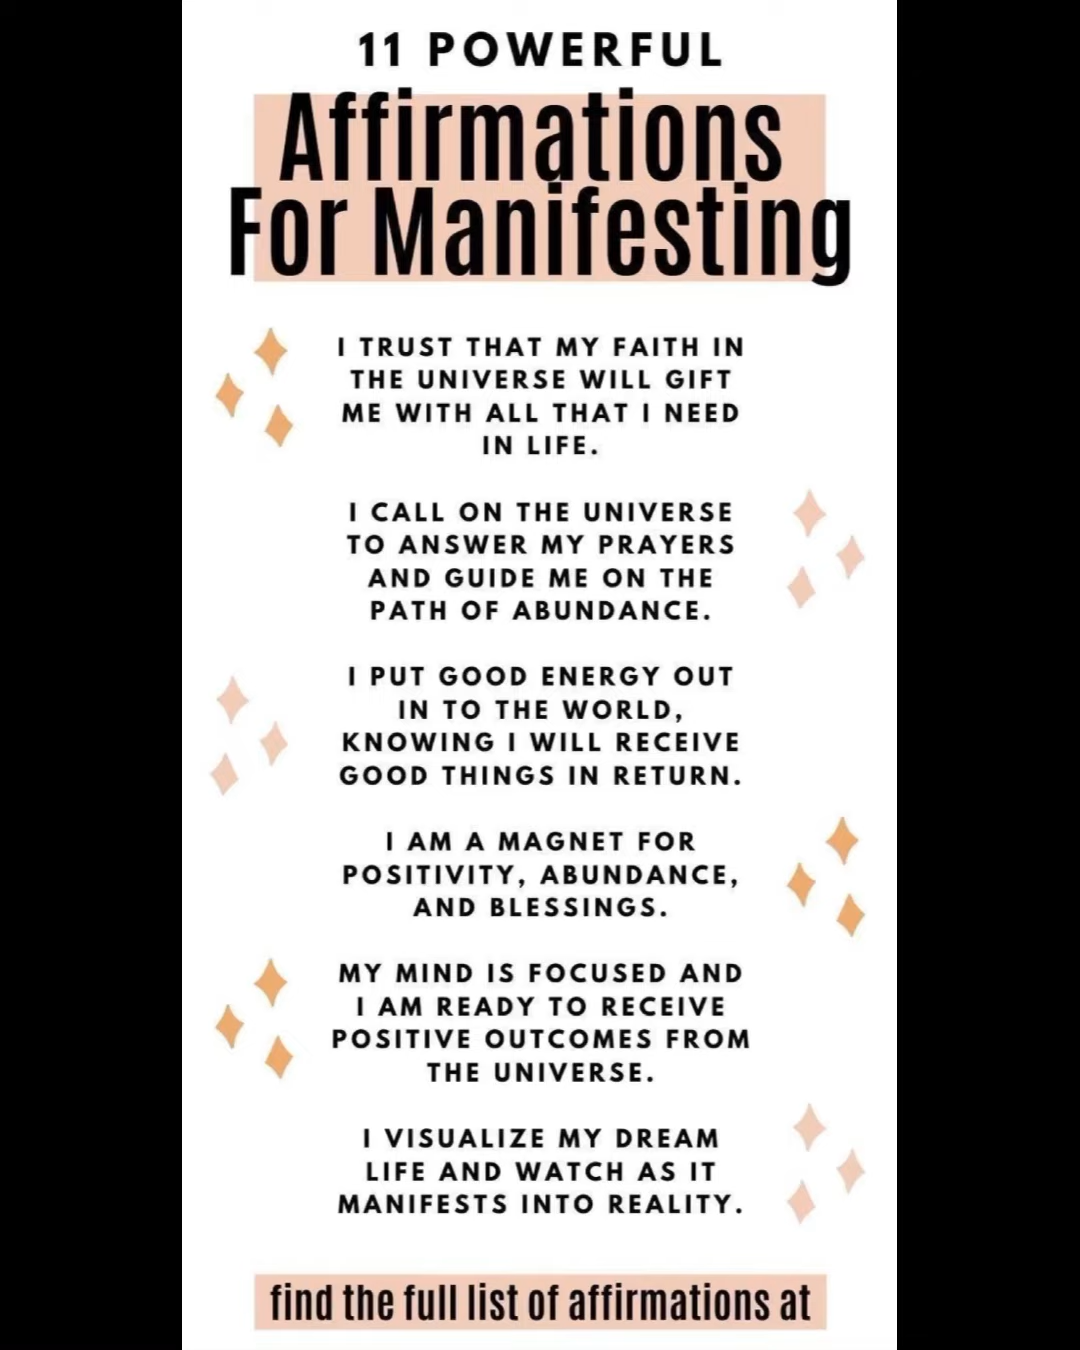 11 POWERFUL
Affirmations
For Manifesting
I TRUST THAT MY FAITH IN
THE UNIVERSE WILL GIFT
ME WITH ALL THAT I NEED
IN LIFE.
I CALL ON THE UNIVERSE
TO ANSWER MY PRAYERS
AND GUIDE ME ON THE
PATH OF ABUNDANCE.
I PUT GOOD ENERGY OUT
IN TO THE WORLD,
KNOWING I WILL RECEIVE
GOOD THINGS IN RETURN.
I AM A MAGNET FOR
POSITIVITY, ABUNDANCE,
AND BLESSINGS.
MY MIND IS FOCUSED AND
I AM READY TO RECEIVE
POSITIVE OUTCOMES FROM
THE UNIVERSE.
I VISUALIZE MY DREAM
LIFE AND WATCH AS IT
MANIFESTS INTO REALITY.
find the full list of affirmations at